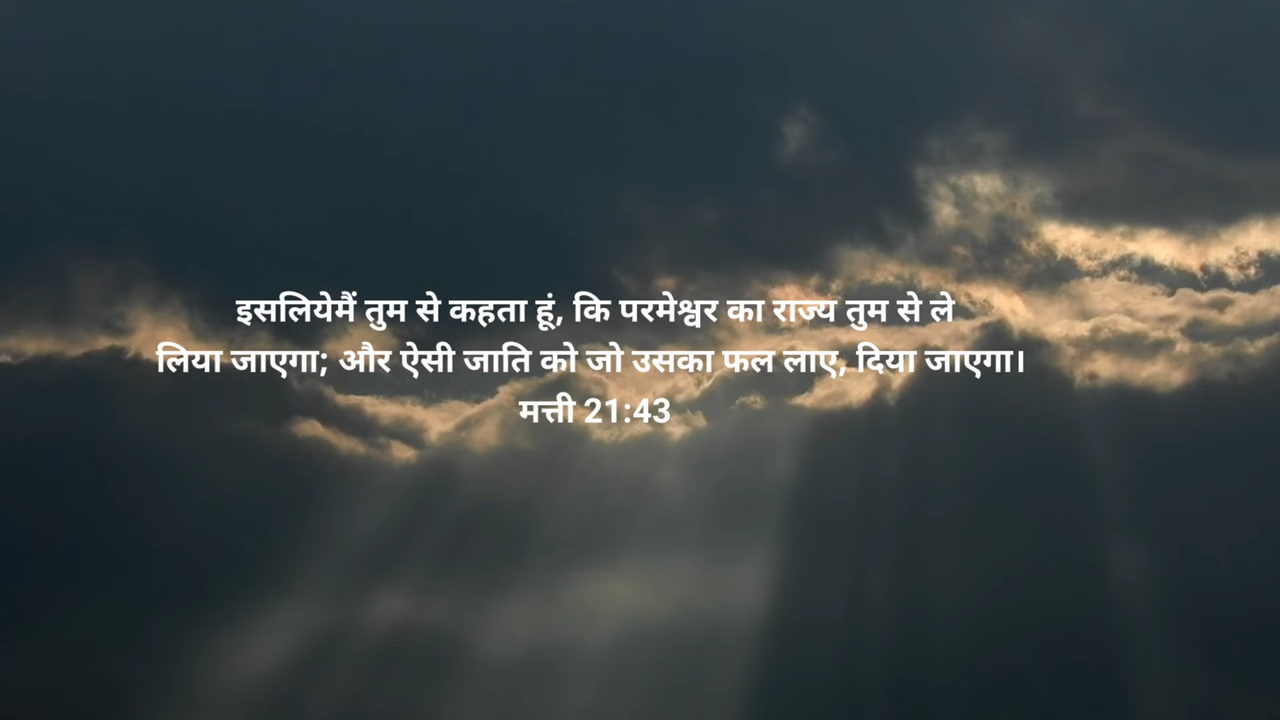 इसलियेमैं तुम से कहता हूं, कि परमेश्वर का राज्य तुम से ले
लिया जाएगा; और ऐसी जाति को जो उसका फल लाए, दिया जाएगा।
मत्ती 21:43